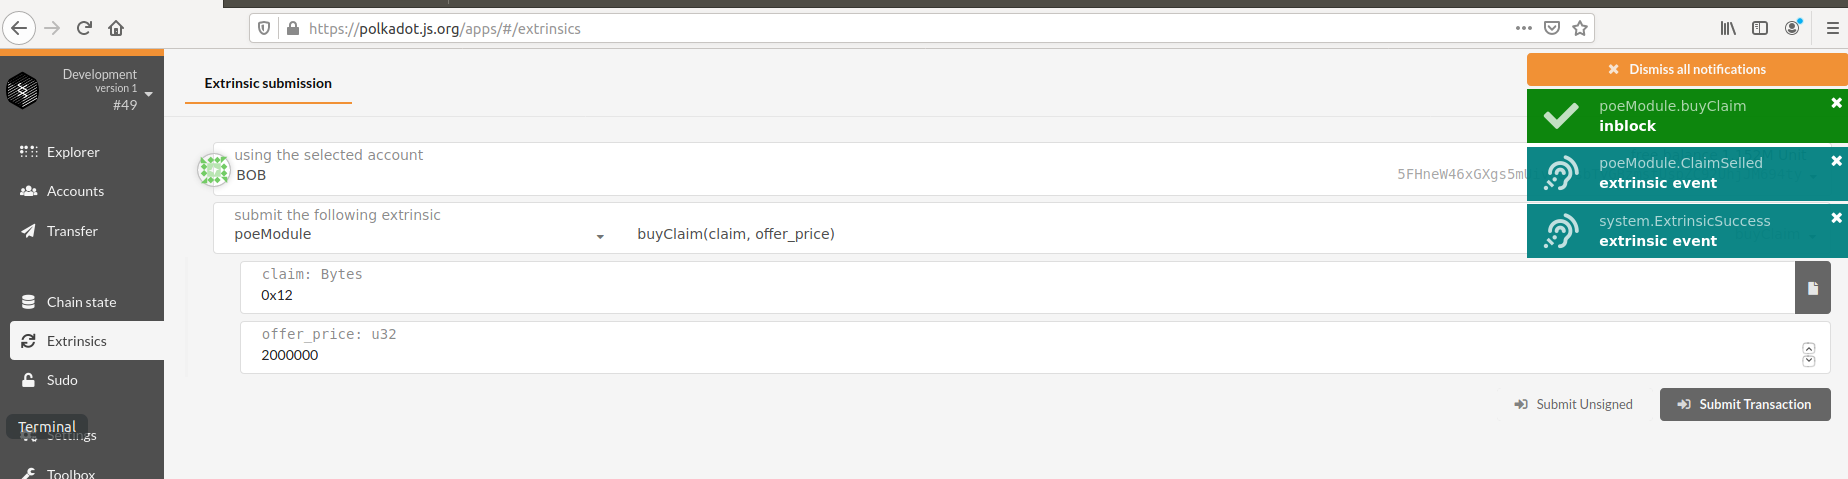 https://polkadot.js.org/apps/#/extrinsics
Development
version 1
#49
Explorer
Accounts
Transfer
Chain state
Extrinsics
Sudo
Terminal
Settings
Toolbox
Extrinsic submission
using the selected account
BOB
5FHneW46xGXgs5m
submit the following extrinsic
poeModule
buyClaim(claim, offer_price)
claim: Bytes
0x12
offer_price: u32
2000000
Submit Unsigned
Submit Transaction
Dismiss all notifications
poeModule.buyClaim
inblock
poeModule.ClaimSelled
extrinsic event
system.ExtrinsicSuccess
extrinsic event